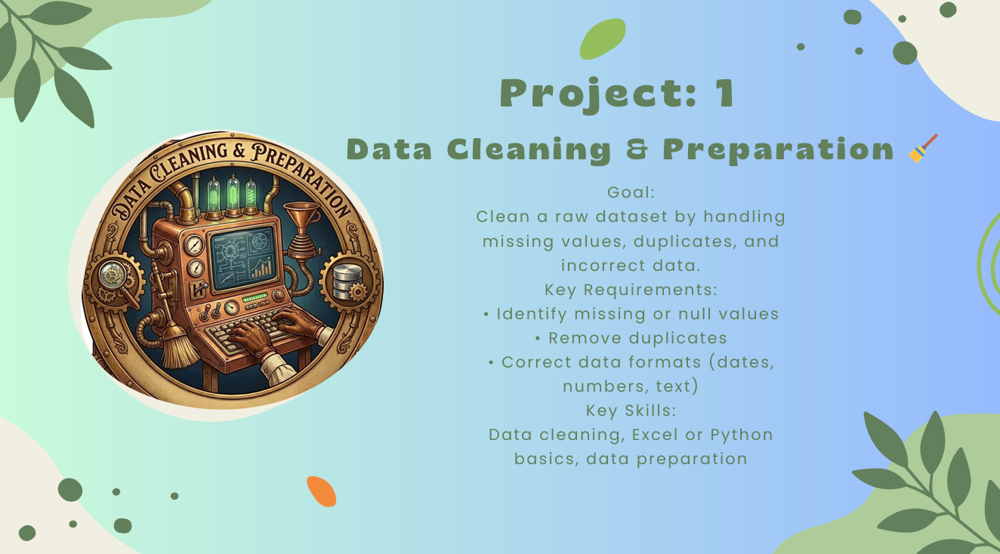 Project: 1
Data Cleaning & Preparation 🧹
DATA CLEANING & PREPARATION
Goal:
Clean a raw dataset by handling
missing values, duplicates, and
incorrect data.
Key Requirements:
• Identify missing or null values
• Remove duplicates
• Correct data formats (dates,
numbers, text)
Key Skills:
Data cleaning, Excel or Python
basics, data preparation